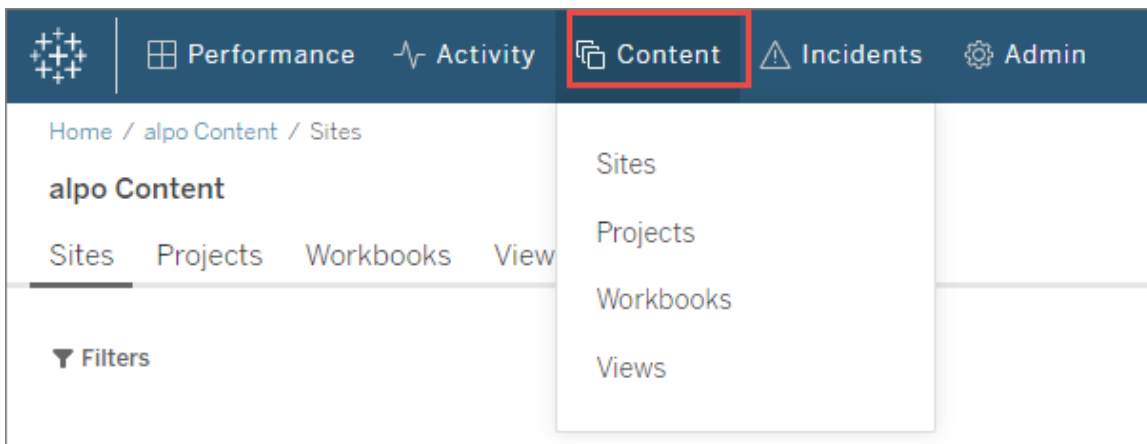 Performance Activity Content Incidents Admin
Home / alpo Content / Sites
alpo Content
Sites Projects Workbooks View
Filters
Sites
Projects
Workbooks
Views